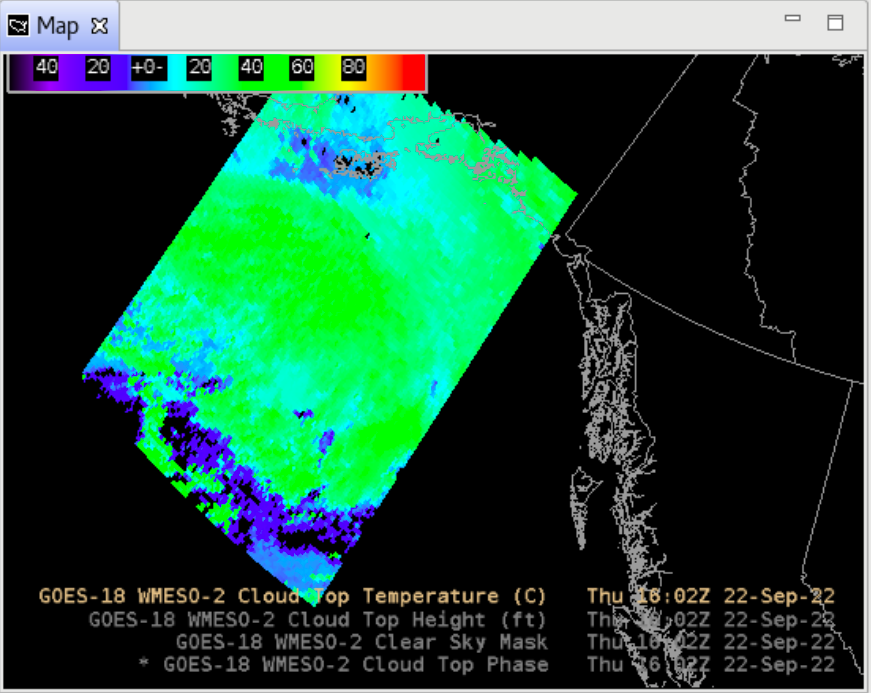 Map
40 20 +0- 20 40 60 80
GOES-18 WMESO-2 Cloud Top Temperature (C) Thu 16:02Z 22-Sep-22
GOES-18 WMESO-2 Cloud Top Height (ft) Thu 16:02Z 22-Sep-22
GOES-18 WMESO-2 Clear Sky Mask Thu 16:02Z 22-Sep-22
* GOES-18 WMESO-2 Cloud Top Phase Thu 16:02Z 22-Sep-22